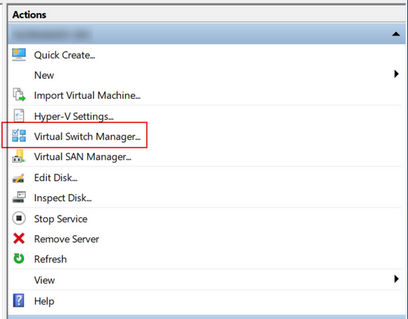 Actions
Quick Create...
New
Import Virtual Machine...
Hyper-V Settings...
Virtual Switch Manager...
Virtual SAN Manager...
Edit Disk...
Inspect Disk...
Stop Service
Remove Server
Refresh
View
Help